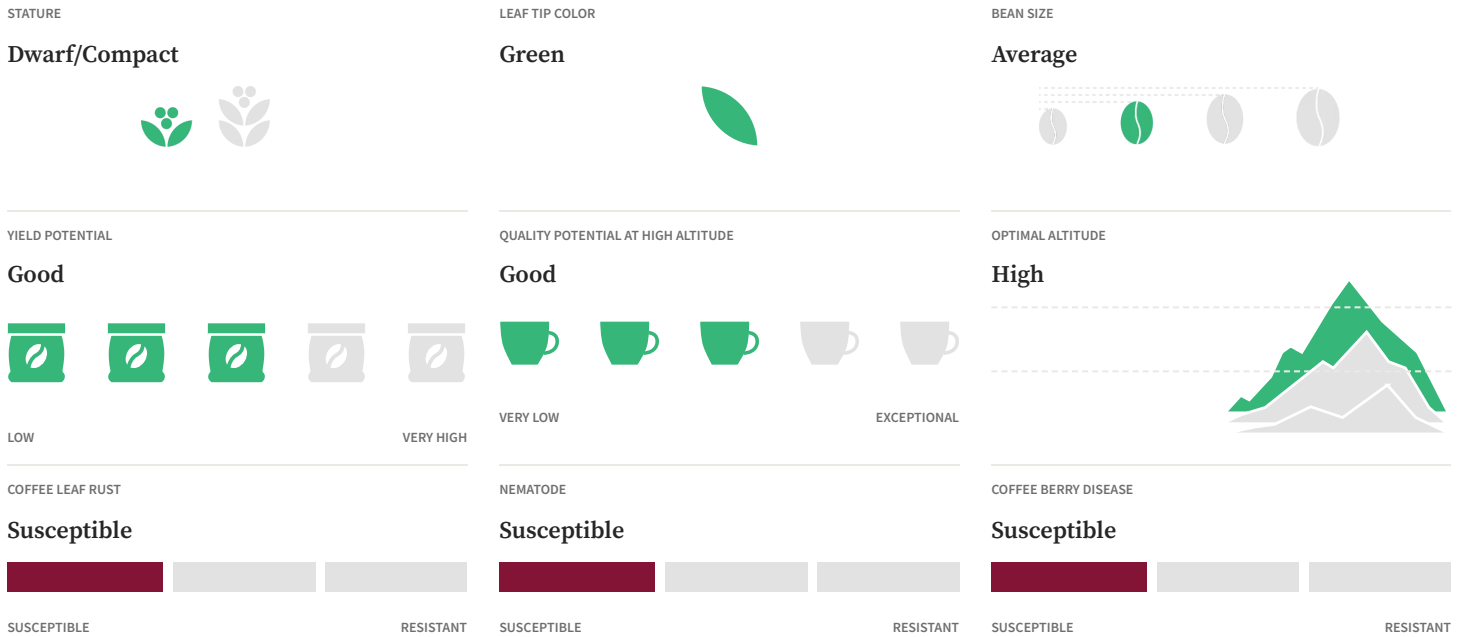 STATURE
Dwarf/Compact
LEAF TIP COLOR
Green
BEAN SIZE
Average
YIELD POTENTIAL
Good
LOW
VERY HIGH
QUALITY POTENTIAL AT HIGH ALTITUDE
Good
VERY LOW
EXCEPTIONAL
OPTIMAL ALTITUDE
High
COFFEE LEAF RUST
Susceptible
SUSCEPTIBLE
RESISTANT
NEMATODE
Susceptible
SUSCEPTIBLE
RESISTANT
COFFEE BERRY DISEASE
Susceptible
SUSCEPTIBLE
RESISTANT